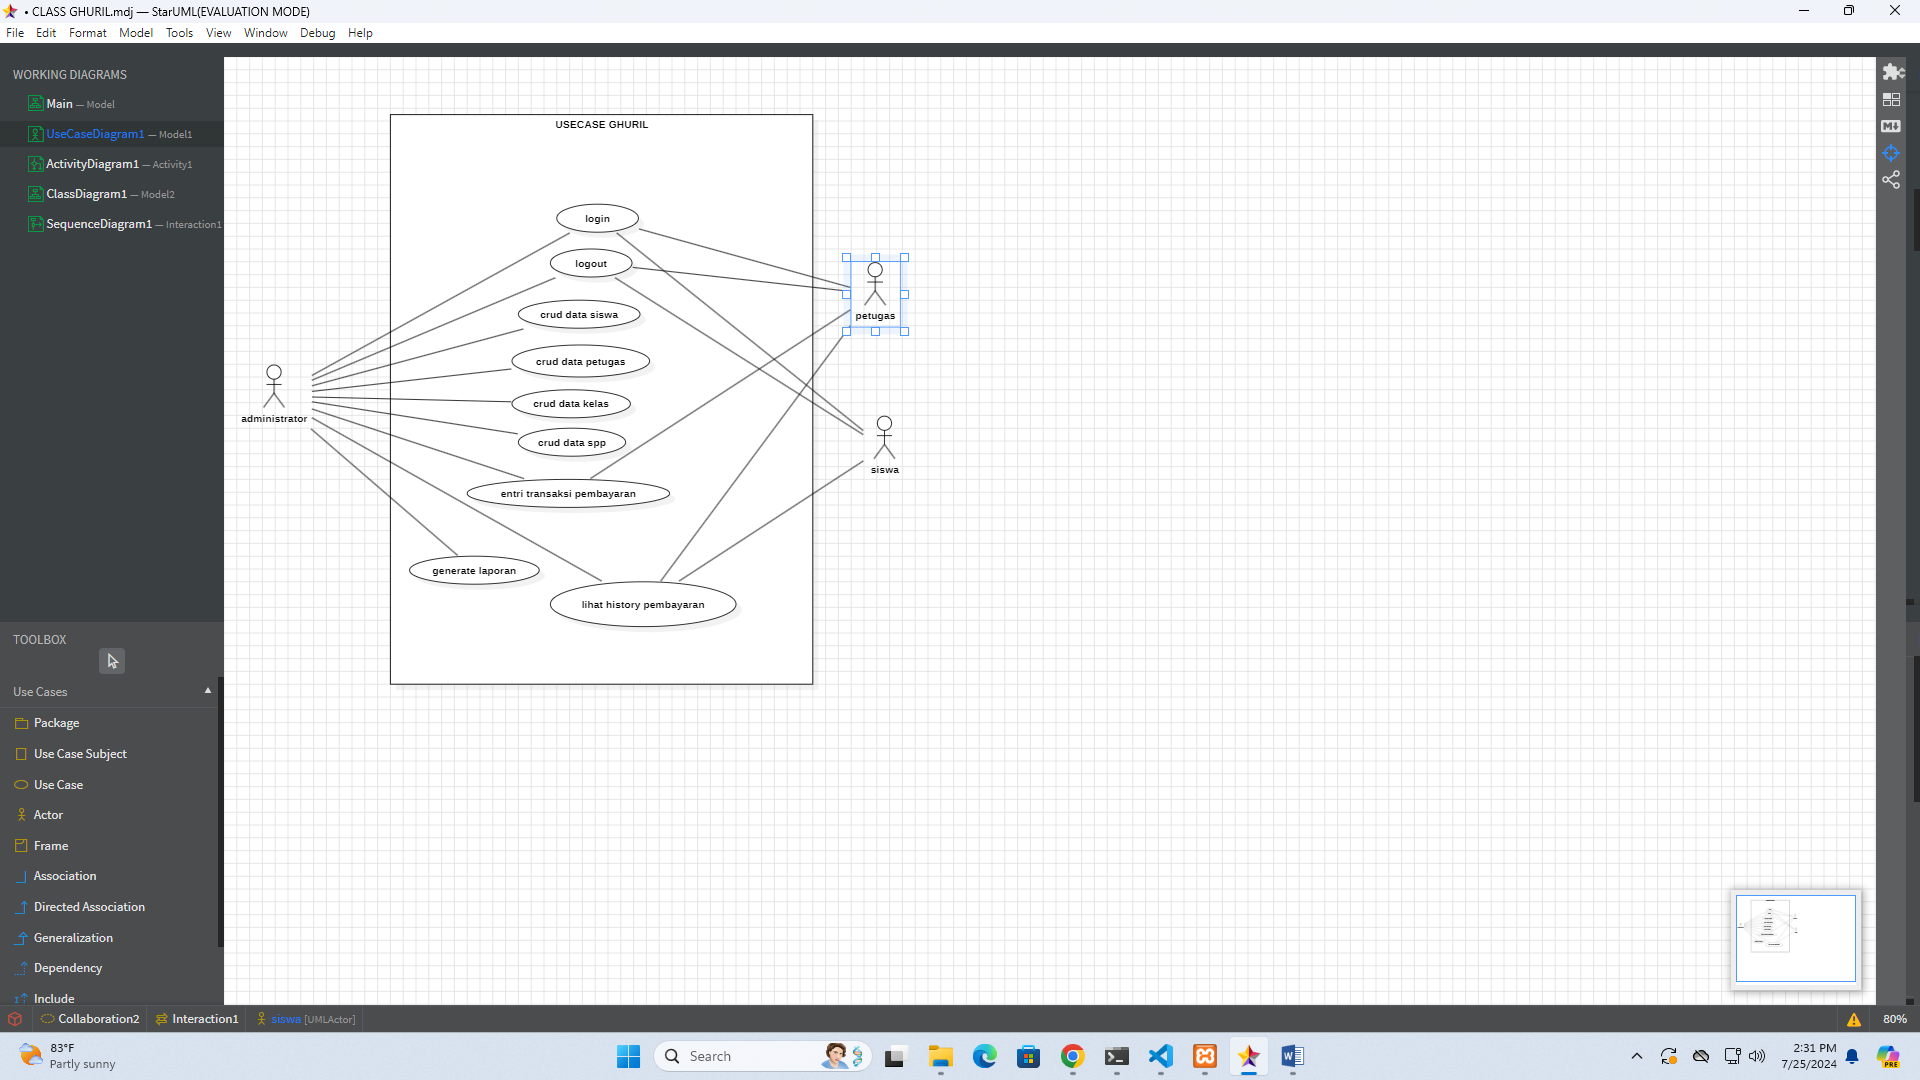 • CLASS GHURIL.mdj — StarUML(EVALUATION MODE)
File Edit Format Model Tools View Window Debug Help
WORKING DIAGRAMS
Main — Model
UseCaseDiagram1 — Model1
ActivityDiagram1 — Activity1
ClassDiagram1 — Model2
SequenceDiagram1 — Interaction1
USECASE GHURIL
login
logout
crud data siswa
petugas
crud data petugas
crud data kelas
administrator
crud data spp
siswa
entri transaksi pembayaran
generate laporan
lihat history pembayaran
TOOLBOX
Use Cases
Package
Use Case Subject
Use Case
Actor
Frame
Association
Directed Association
Generalization
Dependency
Include
Collaboration2 Interaction1 siswa [UMLActor]
80%
83°F
Partly sunny
Search
2:31 PM
7/25/2024
PRE